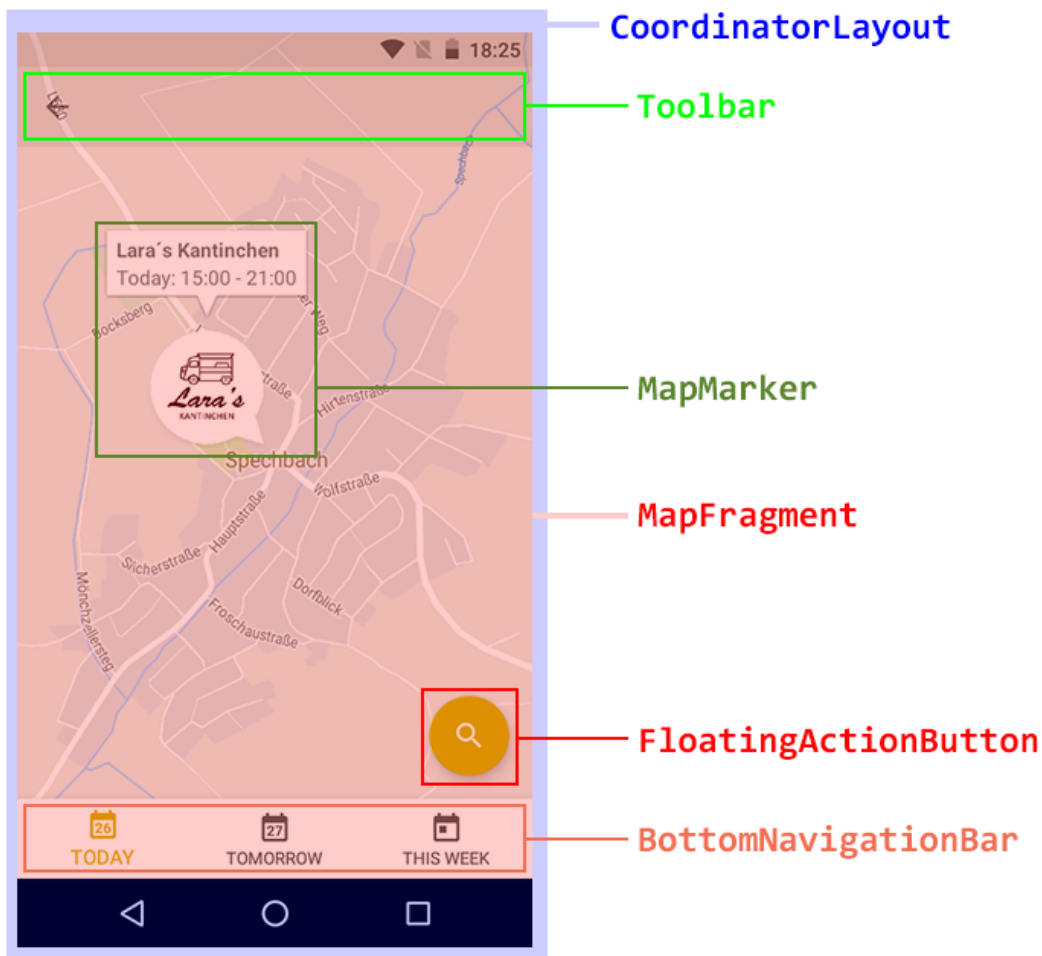 CoordinatorLayout
18:25
Toolbar
Spechbach
Lara´s Kantinchen
Today: 15:00 - 21:00
Bocksberg
Lara's
KANTINCHEN
Hirtenstraße
MapMarker
Spechbach
Wolfstraße
Hauptstraße
MapFragment
Sicherstraße
Mönchzellersteg
Dorfblick
Froschaustraße
FloatingActionButton
26
27
BottomNavigationBar
TODAY
TOMORROW
THIS WEEK